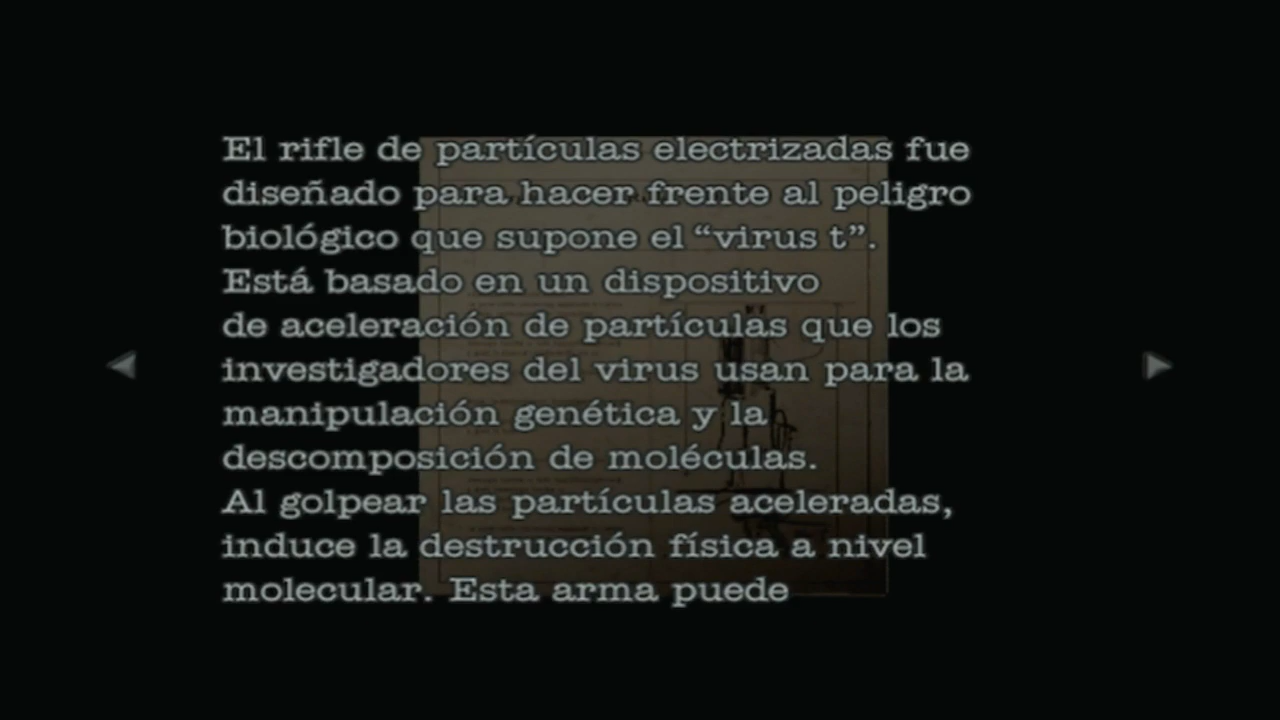 El rifle de partículas electrizadas fue
diseñado para hacer frente al peligro
biológico que supone el “virus t”.
Está basado en un dispositivo
de aceleración de partículas que los
investigadores del virus usan para la
manipulación genética y la
descomposición de moléculas.
Al golpear las partículas aceleradas,
induce la destrucción física a nivel
molecular. Esta arma puede